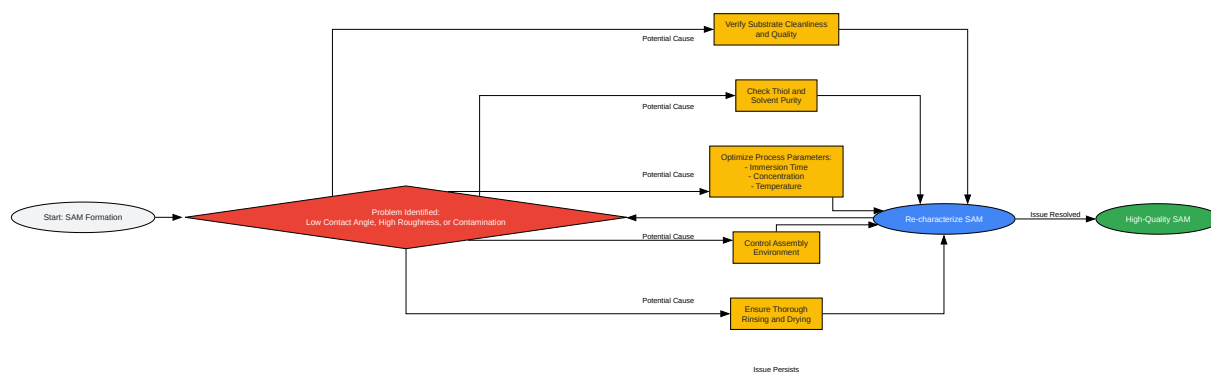 Start: SAM Formation
Problem Identified:
Low Contact Angle, High Roughness, or Contamination
Potential Cause
Verify Substrate Cleanliness
and Quality
Potential Cause
Check Thiol and
Solvent Purity
Potential Cause
Optimize Process Parameters:
- Immersion Time
- Concentration
- Temperature
Potential Cause
Control Assembly
Environment
Potential Cause
Ensure Thorough
Rinsing and Drying
Re-characterize SAM
Issue Resolved
High-Quality SAM
Issue Persists